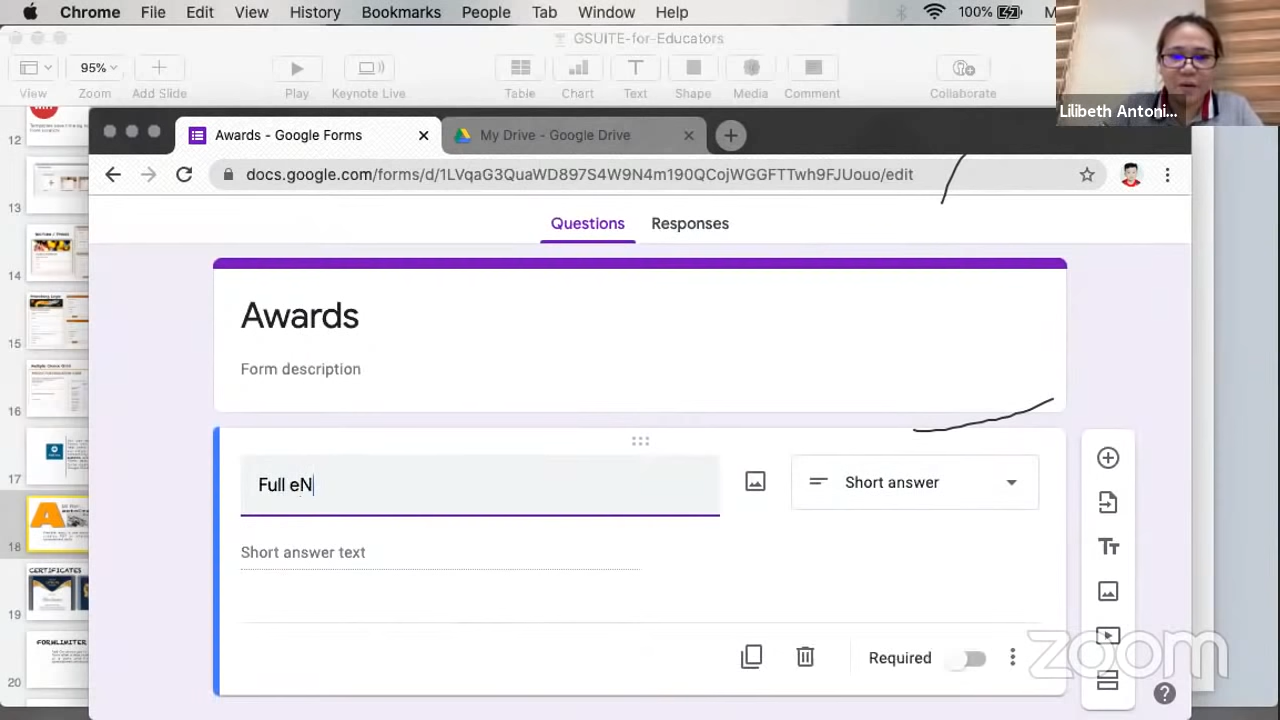 Chrome File Edit View History Bookmarks People Tab Window Help 100%
GSUITE-for-Educators
95%
View Zoom Add Slide Play Keynote Live Table Chart Text Shape Comment Collaborate
Lilibeth Antoni...
Awards - Google Forms
My Drive - Google Drive
docs.google.com/forms/d/1LVqaG3QuaWD897S4W9N4m190QCojWGGFTTwh9FJUouo/edit
Questions Responses
Awards
Form description
Full eN
Short answer
Short answer text
Required
zoom
12
13
14
15
16
17
18
A
19
CERTIFICATES
20
FORMLIMITER